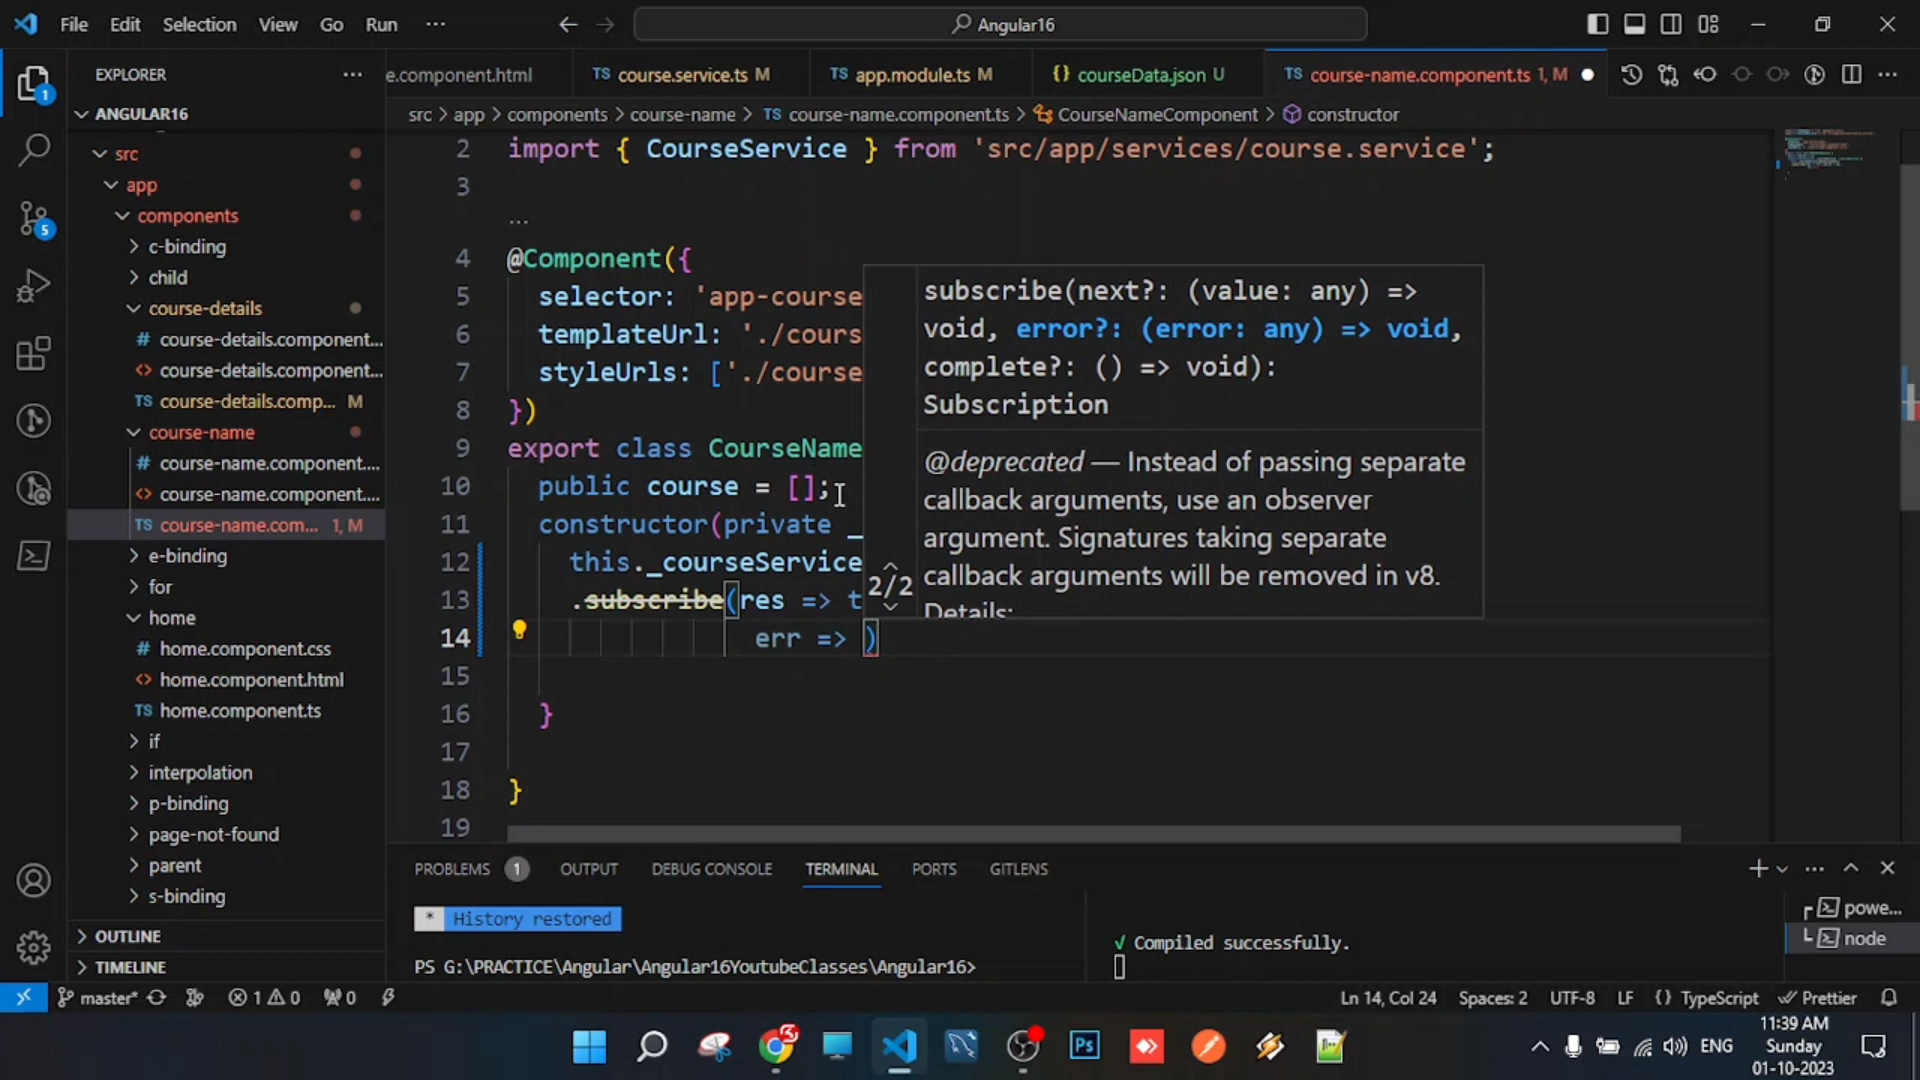 File Edit Selection View Go Run ···
Angular16
EXPLORER ···
e.component.html
TS course.service.ts M
TS app.module.ts M
{} courseData.json U
TS course-name.component.ts 1, M
ANGULAR16
src > app > components > course-name > TS course-name.component.ts > CourseNameComponent > constructor
src
app
components
c-binding
child
course-details
# course-details.component....
<> course-details.component...
TS course-details.comp... M
course-name
# course-name.component....
<> course-name.component....
TS course-name.com... 1, M
e-binding
for
home
# home.component.css
<> home.component.html
TS home.component.ts
if
interpolation
p-binding
page-not-found
parent
s-binding
OUTLINE
TIMELINE
2 import { CourseService } from 'src/app/services/course.service';
3
...
4 @Component({
5 selector: 'app-course
6 templateUrl: './cours
7 styleUrls: ['./course
8 })
9 export class CourseName
10 public course = [];
11 constructor(private _
12 this._courseService
13 .subscribe(res => t
14 err => )
15
16 }
17
18 }
19
subscribe(next?: (value: any) =>
void, error?: (error: any) => void,
complete?: () => void):
Subscription
@deprecated — Instead of passing separate
callback arguments, use an observer
argument. Signatures taking separate
callback arguments will be removed in v8.
Details:
2/2
PROBLEMS 1 OUTPUT DEBUG CONSOLE TERMINAL PORTS GITLENS
* History restored
PS G:\PRACTICE\Angular\Angular16YoutubeClasses\Angular16>
√ Compiled successfully.
powe...
node
1
5
master* 1 0 0
Ln 14, Col 24 Spaces: 2 UTF-8 LF {} TypeScript Prettier
Ps
ENG
11:39 AM
Sunday
01-10-2023